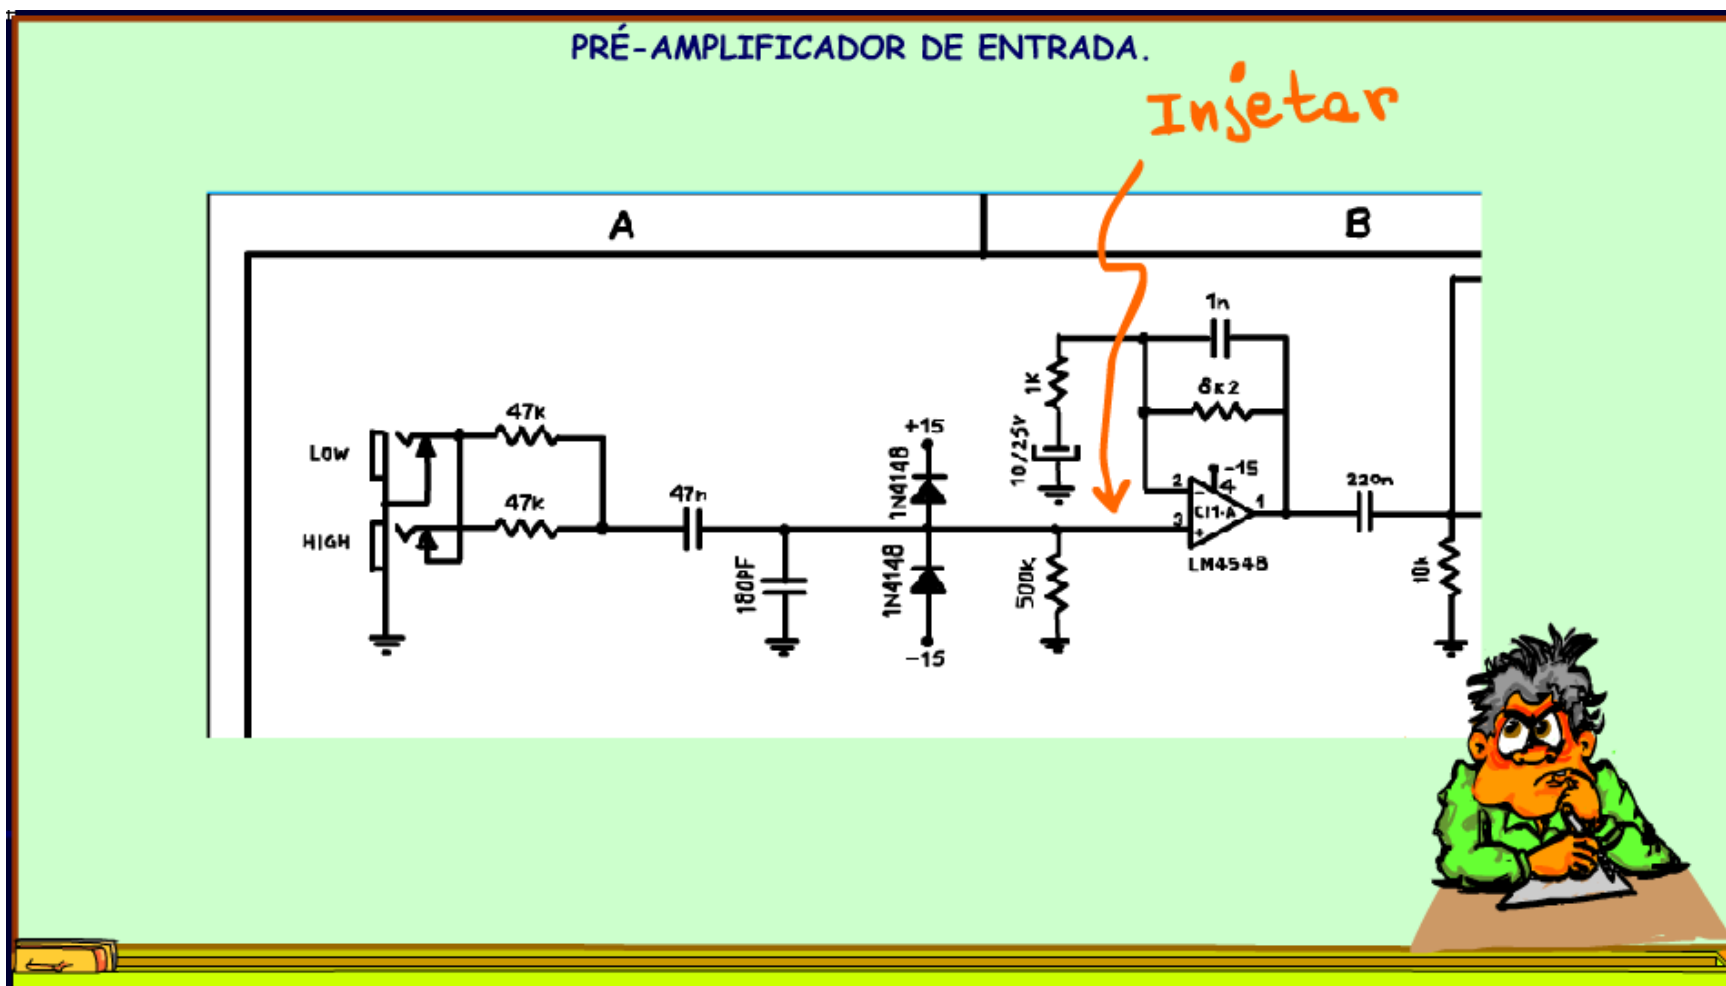 PRÉ-AMPLIFICADOR DE ENTRADA.
Injetar
A
B
1n
1K
8K2
47K
+15
10/25V
LOW
1N4148
-15
2
4
1
220n
47K
47n
CI1.A
3
+
HIGH
LM4548
180PF
1N4148
500K
10k
-15